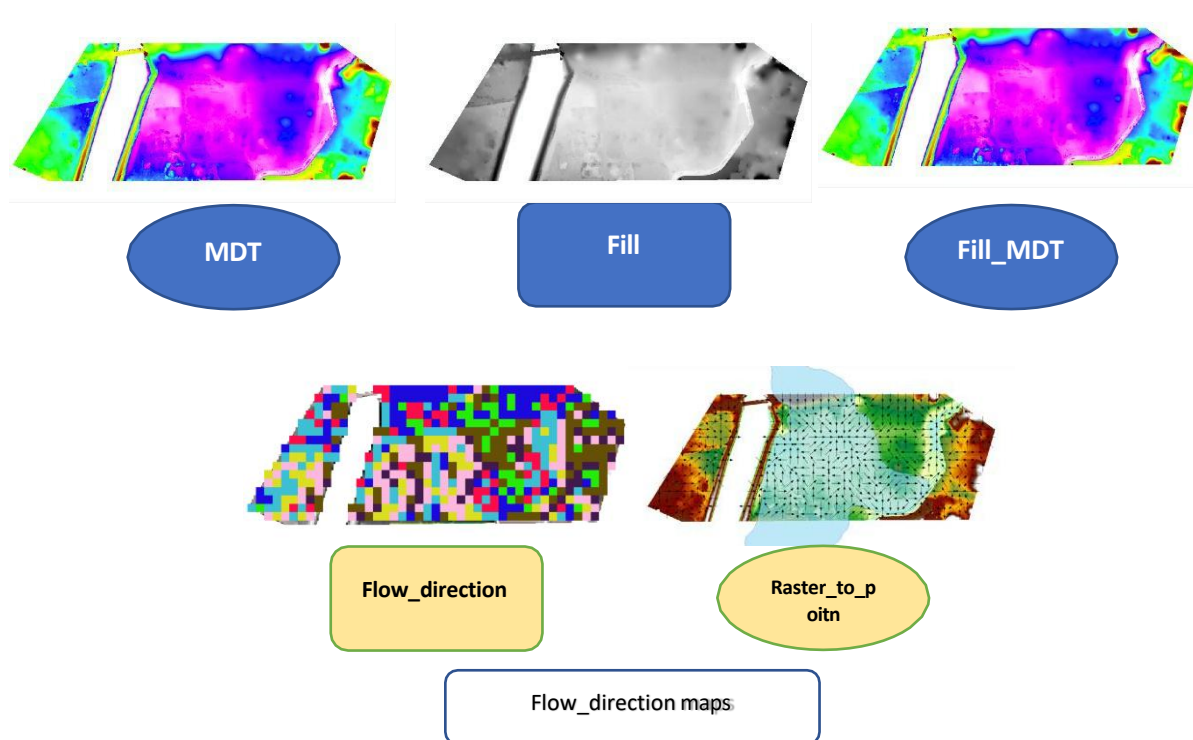 MDT
Fill
Fill_MDT
Flow_direction
Raster_to_p
oitn
Flow_direction maps